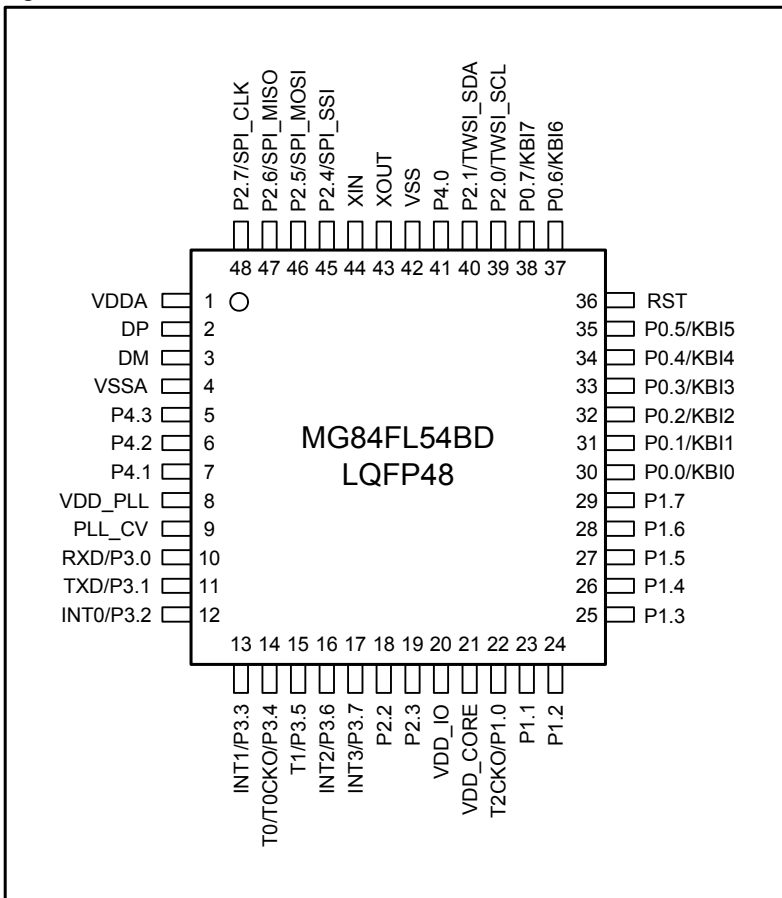 P2.7/SPI_CLK
P2.6/SPI_MISO
P2.5/SPI_MOSI
P2.4/SPI_SSI
XIN
XOUT
VSS
P4.0
P2.1/TWSI_SDA
P2.0/TWSI_SCL
P0.7/KBI7
P0.6/KBI6
48 47 46 45 44 43 42 41 40 39 38 37
VDDA 1
DP 2
DM 3
VSSA 4
P4.3 5
P4.2 6
P4.1 7
VDD_PLL 8
PLL_CV 9
RXD/P3.0 10
TXD/P3.1 11
INT0/P3.2 12
MG84FL54BD
LQFP48
36 RST
35 P0.5/KBI5
34 P0.4/KBI4
33 P0.3/KBI3
32 P0.2/KBI2
31 P0.1/KBI1
30 P0.0/KBI0
29 P1.7
28 P1.6
27 P1.5
26 P1.4
25 P1.3
13 14 15 16 17 18 19 20 21 22 23 24
INT1/P3.3
T0/T0CKO/P3.4
T1/P3.5
INT2/P3.6
INT3/P3.7
P2.2
P2.3
VDD_IO
VDD_CORE
T2CKO/P1.0
P1.1
P1.2